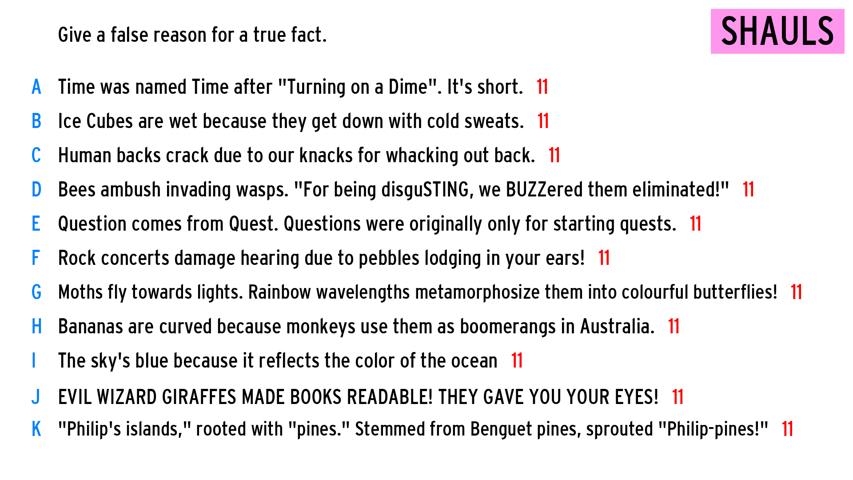 Give a false reason for a true fact.
SHAULS
A Time was named Time after "Turning on a Dime". It's short. 11
B Ice Cubes are wet because they get down with cold sweats. 11
C Human backs crack due to our knacks for whacking out back. 11
D Bees ambush invading wasps. "For being disguSTING, we BUZZered them eliminated!" 11
E Question comes from Quest. Questions were originally only for starting quests. 11
F Rock concerts damage hearing due to pebbles lodging in your ears! 11
G Moths fly towards lights. Rainbow wavelengths metamorphosize them into colourful butterflies! 11
H Bananas are curved because monkeys use them as boomerangs in Australia. 11
I The sky's blue because it reflects the color of the ocean 11
J EVIL WIZARD GIRAFFES MADE BOOKS READABLE! THEY GAVE YOU YOUR EYES! 11
K "Philip's islands," rooted with "pines." Stemmed from Benguet pines, sprouted "Philip-pines!" 11